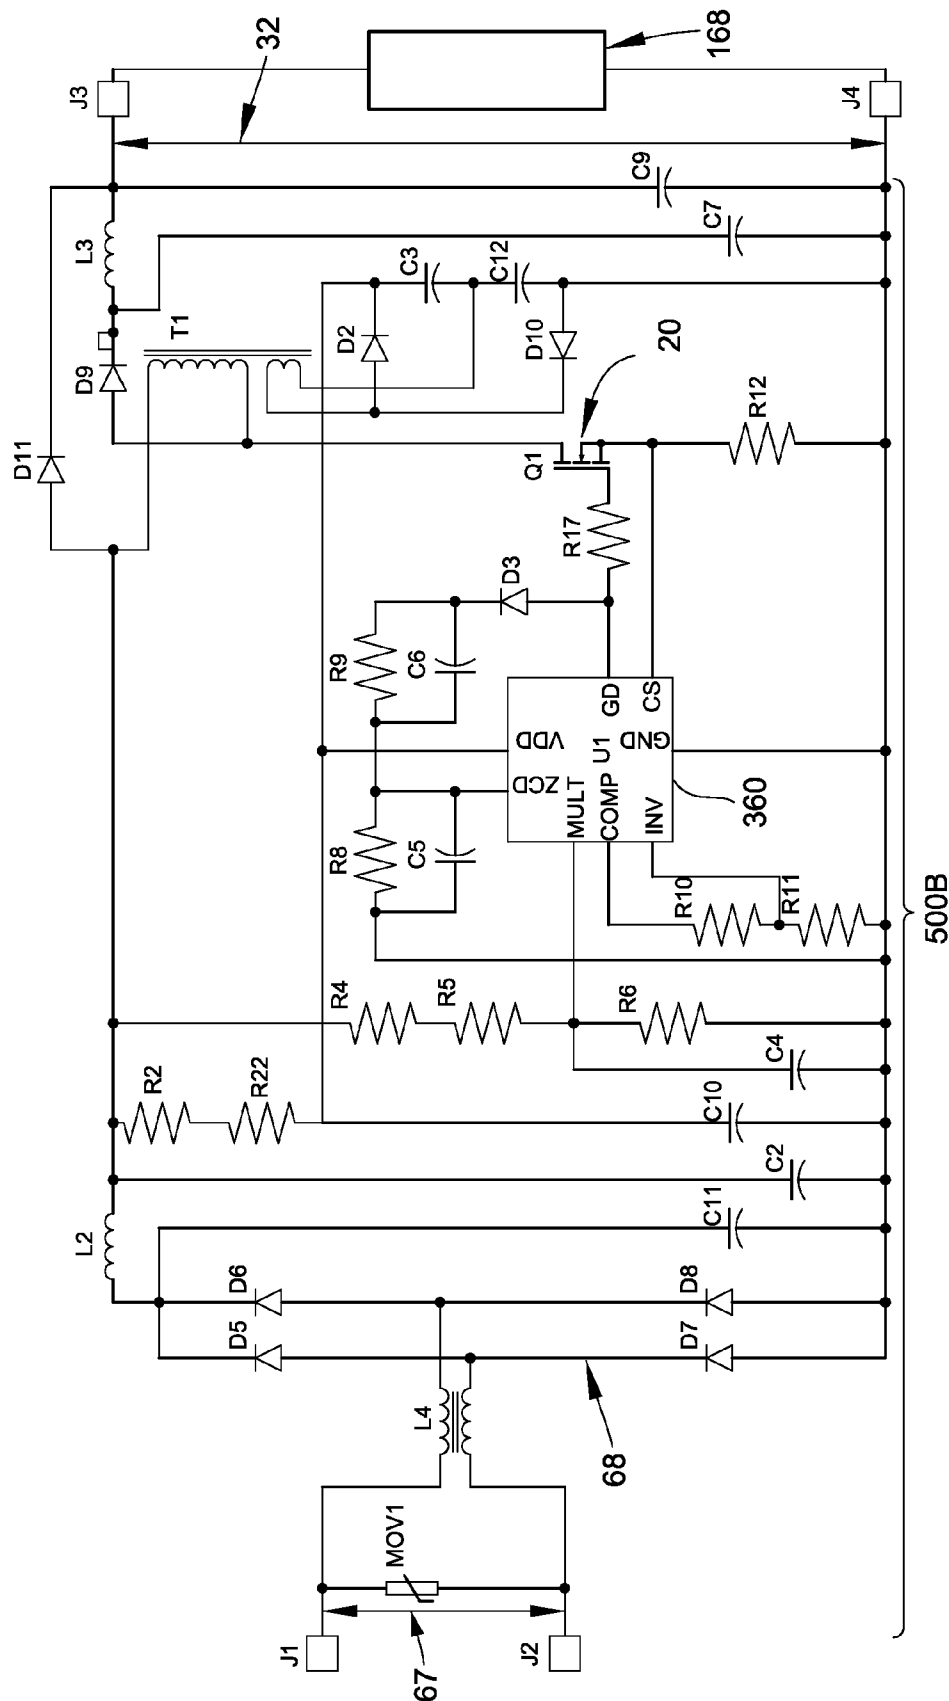 32
168
J3
J4
C9
C7
L3
T1
C3
C12
D2
D10
D9
D11
20
Q1
R12
R17
D3
R9
C6
R8
C5
GD
CS
VDD
U1
GND
ZCD
MULT
COMP
INV
360
R10
R11
R4
R5
R6
R2
R22
C4
C10
C2
C11
L2
D6
D5
D8
D7
L4
68
MOV1
J1
J2
67
500B